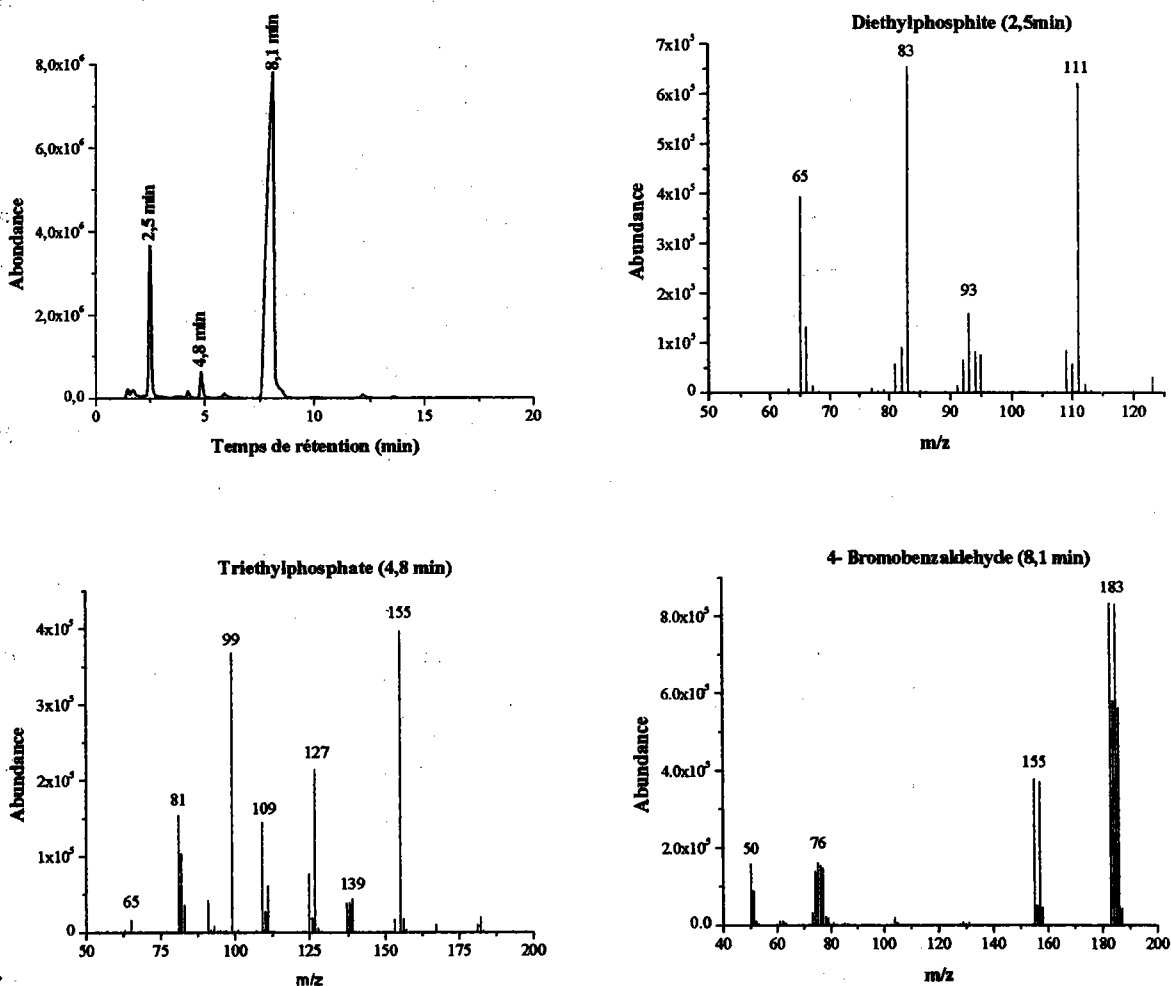 8,0x10⁶
6,0x10⁶
4,0x10⁶
2,0x10⁶
0,0
Abondance
2,5 min
4,8 min
8,1 min
0 5 10 15 20
Temps de rétention (min)
Diethylphosphite (2,5min)
7x10⁵
6x10⁵
5x10⁵
4x10⁵
3x10⁵
2x10⁵
1x10⁵
0
Abundance
65
83
93
111
50 60 70 80 90 100 110 120
m/z
Triethylphosphate (4,8 min)
4x10⁵
3x10⁵
2x10⁵
1x10⁵
0
Abundance
65
81
99
109
127
139
155
50 75 100 125 150 175 200
m/z
4- Bromobenzaldehyde (8,1 min)
8.0x10⁵
6.0x10⁵
4.0x10⁵
2.0x10⁵
0.0
Abundance
50
76
155
183
40 60 80 100 120 140 160 180 200
m/z